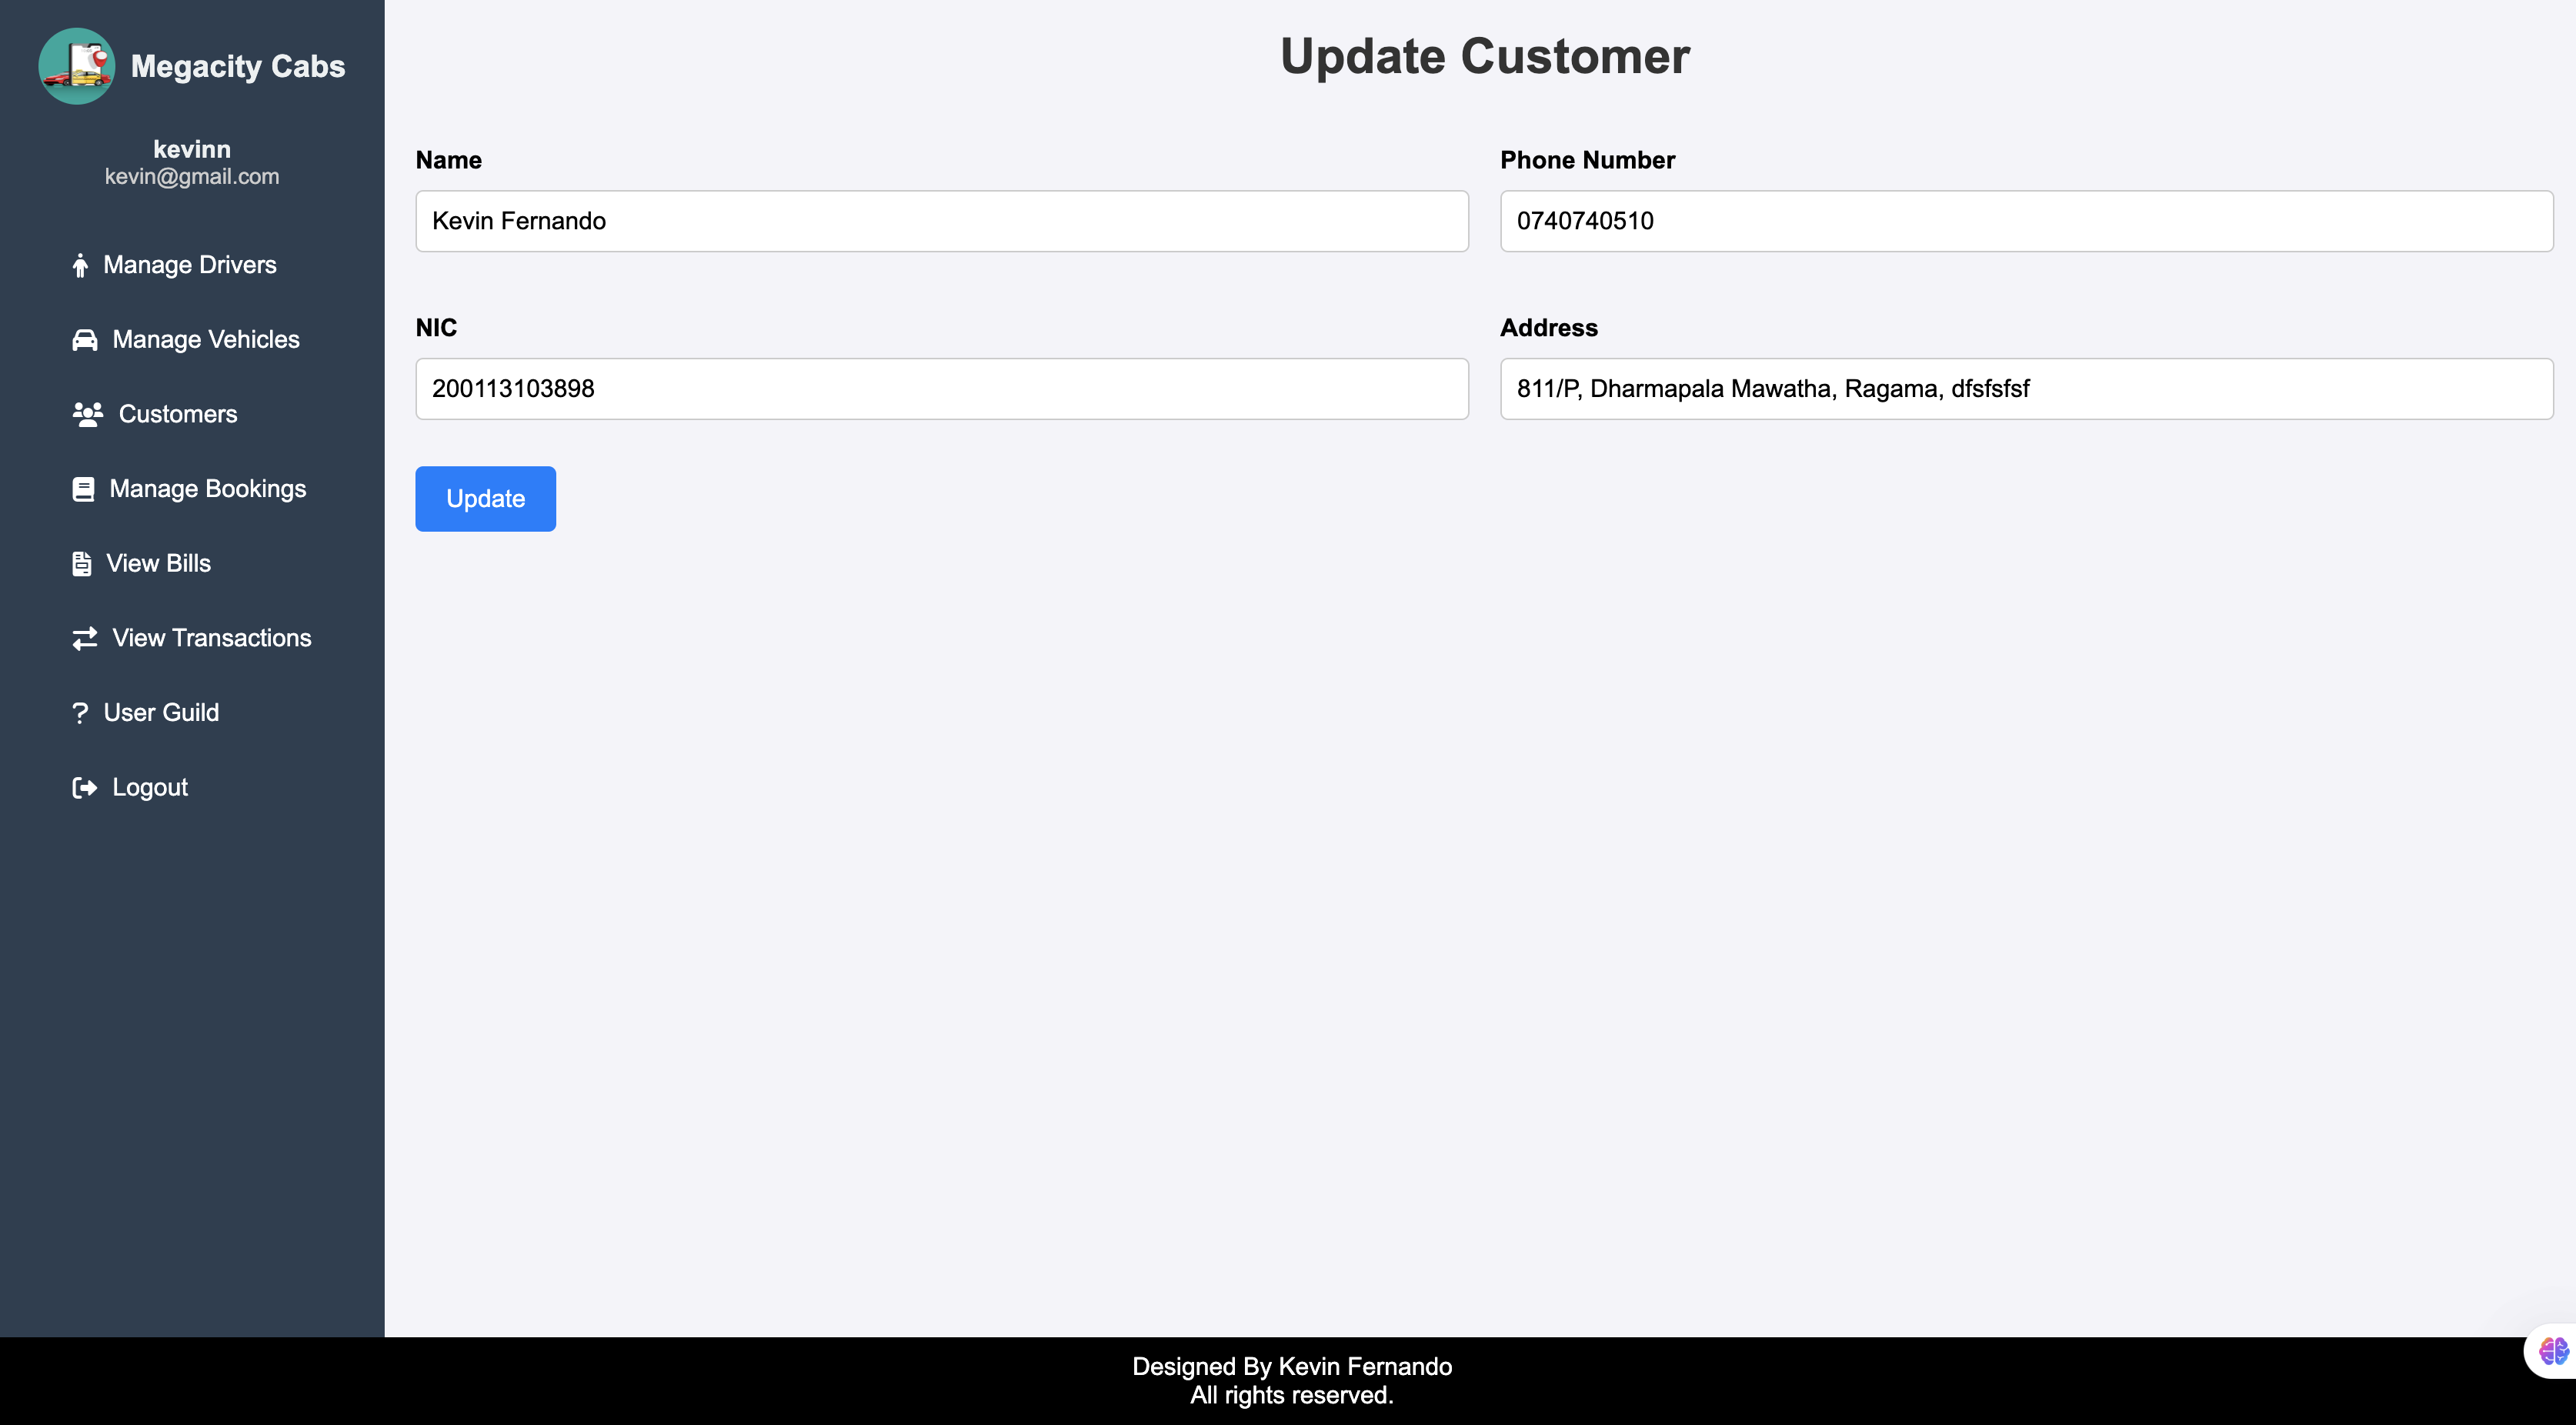 Megacity Cabs
kevinn
kevin@gmail.com
Manage Drivers
Manage Vehicles
Customers
Manage Bookings
View Bills
View Transactions
User Guild
Logout
Update Customer
Name
Kevin Fernando
Phone Number
0740740510
NIC
200113103898
Address
811/P, Dharmapala Mawatha, Ragama, dfsfsfsf
Update
Designed By Kevin Fernando
All rights reserved.